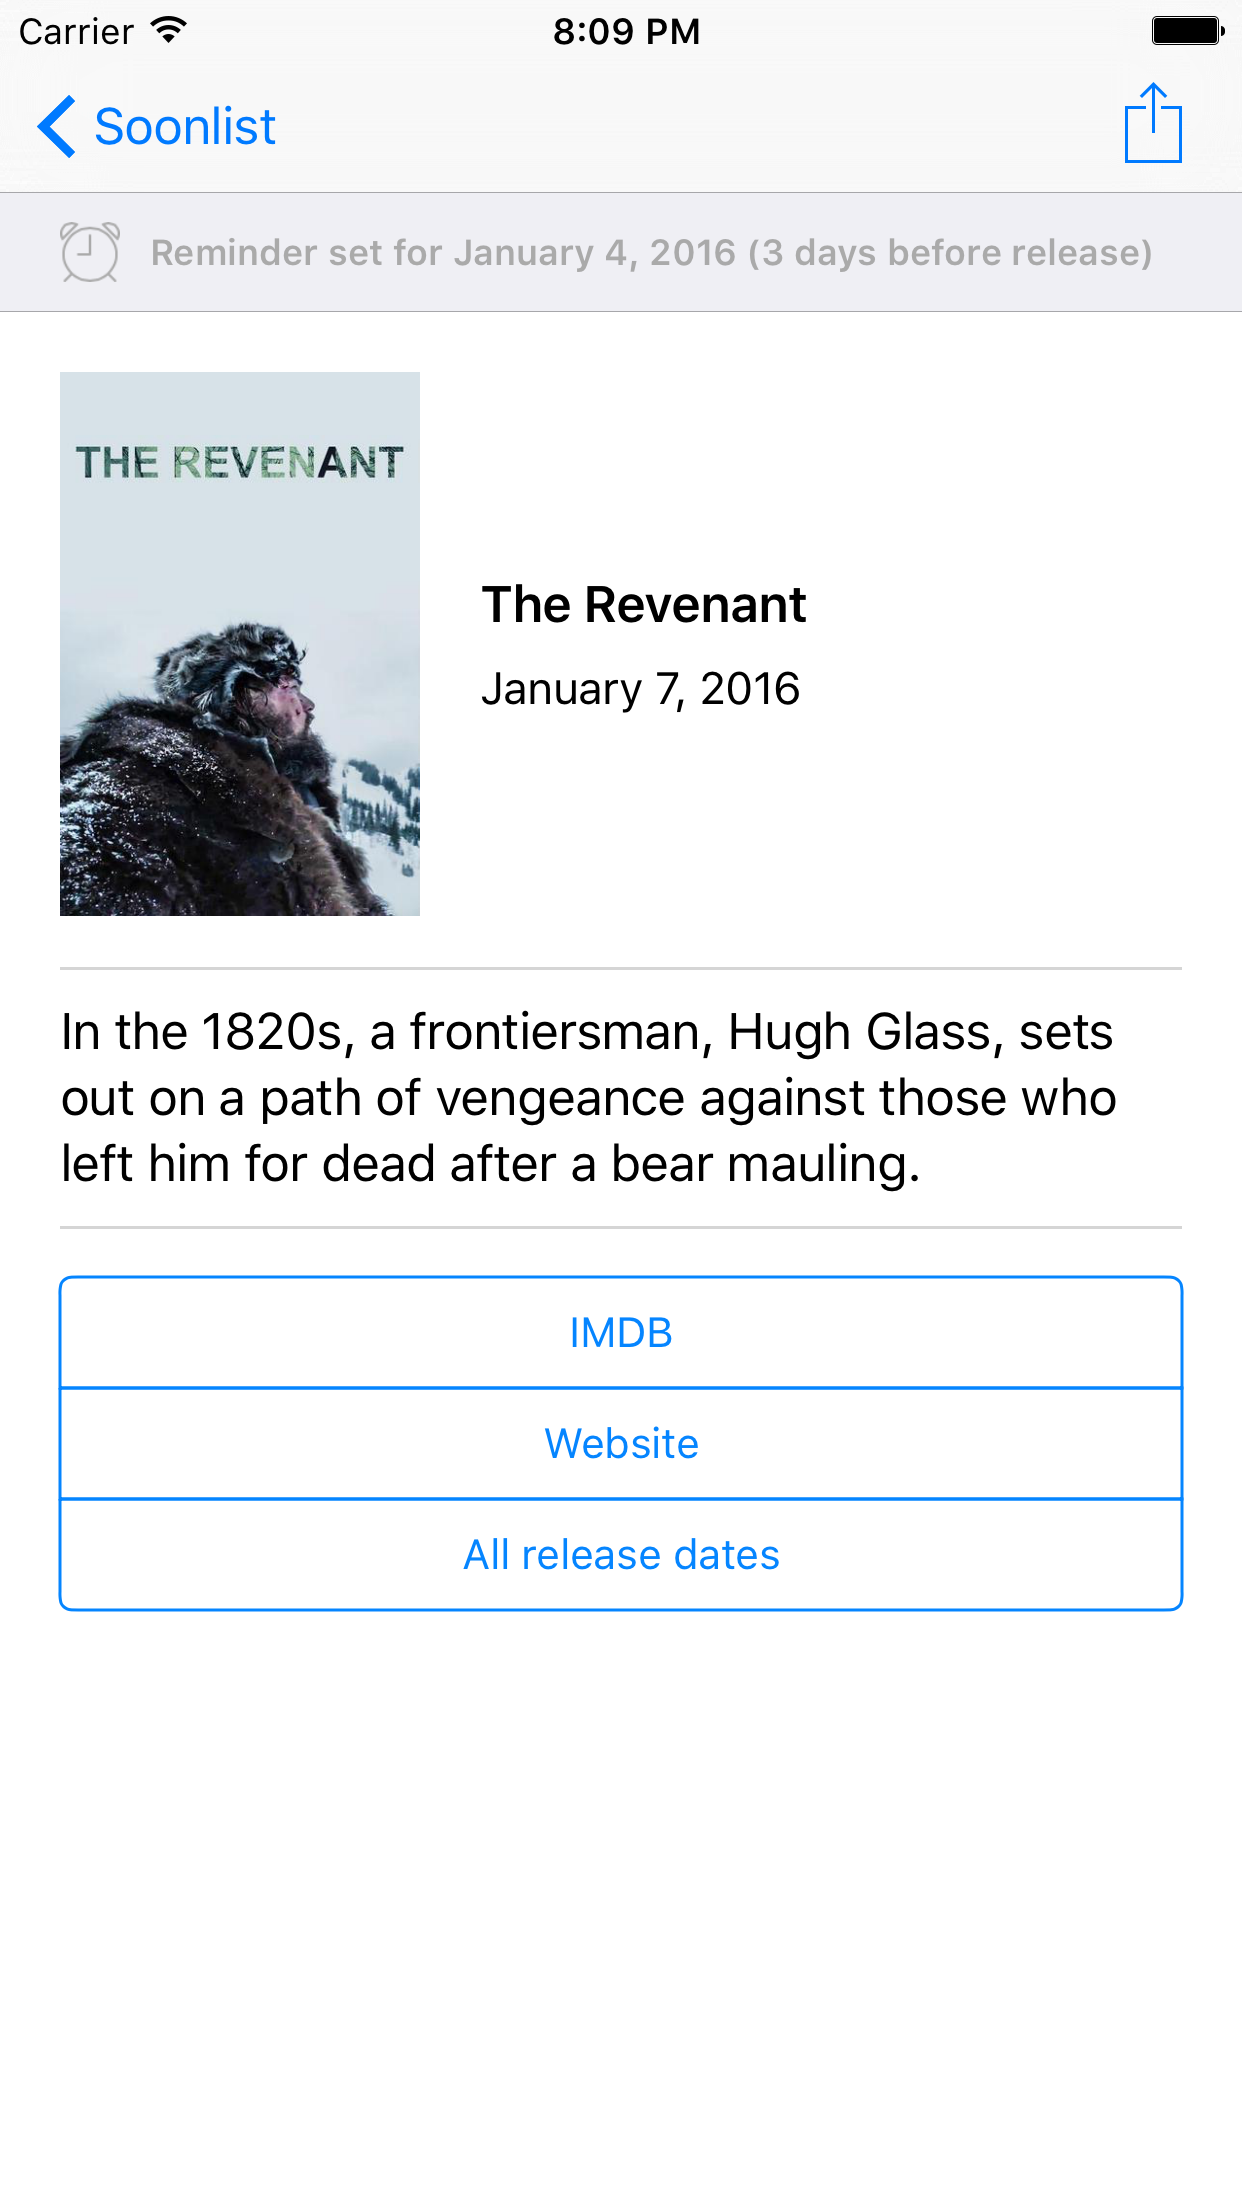 Carrier
8:09 PM
Soonlist
Reminder set for January 4, 2016 (3 days before release)
THE REVENANT
The Revenant
January 7, 2016
In the 1820s, a frontiersman, Hugh Glass, sets
out on a path of vengeance against those who
left him for dead after a bear mauling.
IMDB
Website
All release dates